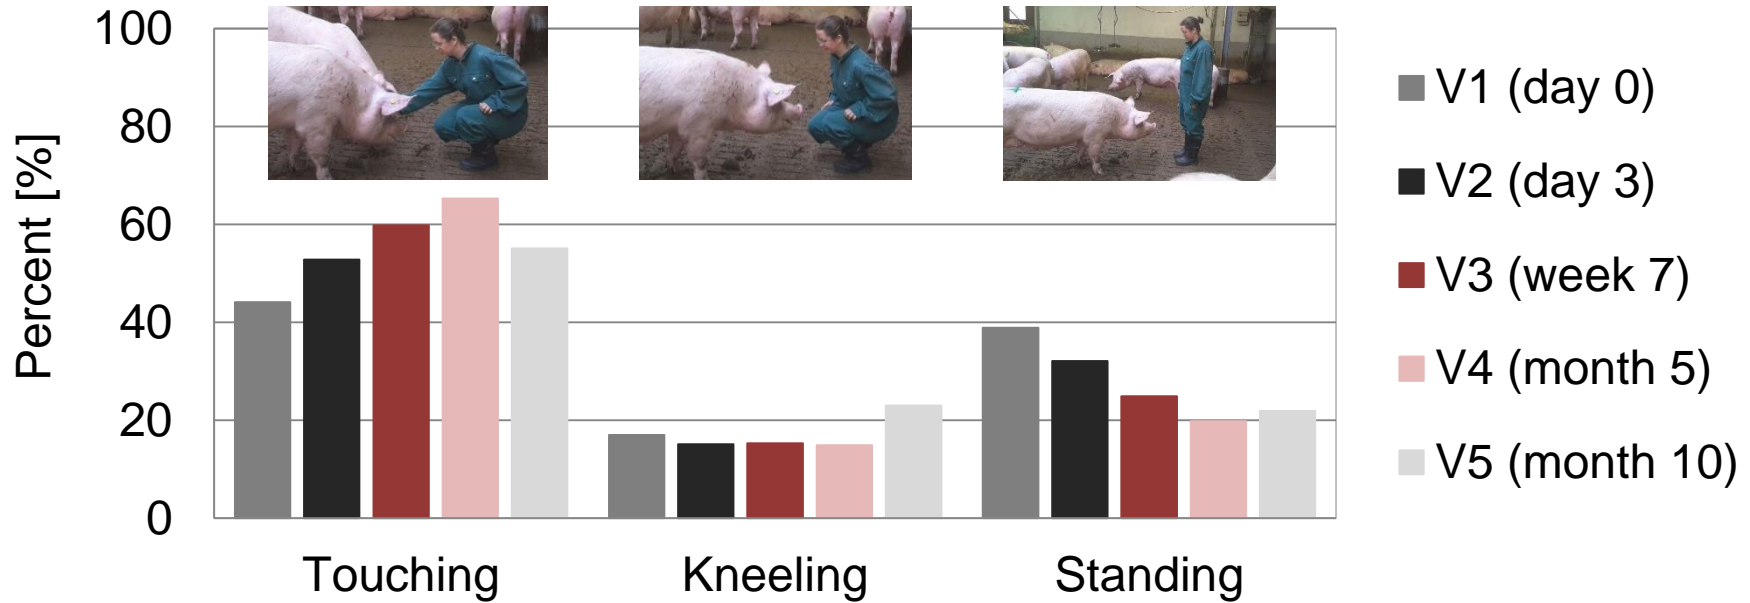 Percent [%]
100
80
60
40
20
0
Touching
Kneeling
Standing
V1 (day 0)
V2 (day 3)
V3 (week 7)
V4 (month 5)
V5 (month 10)